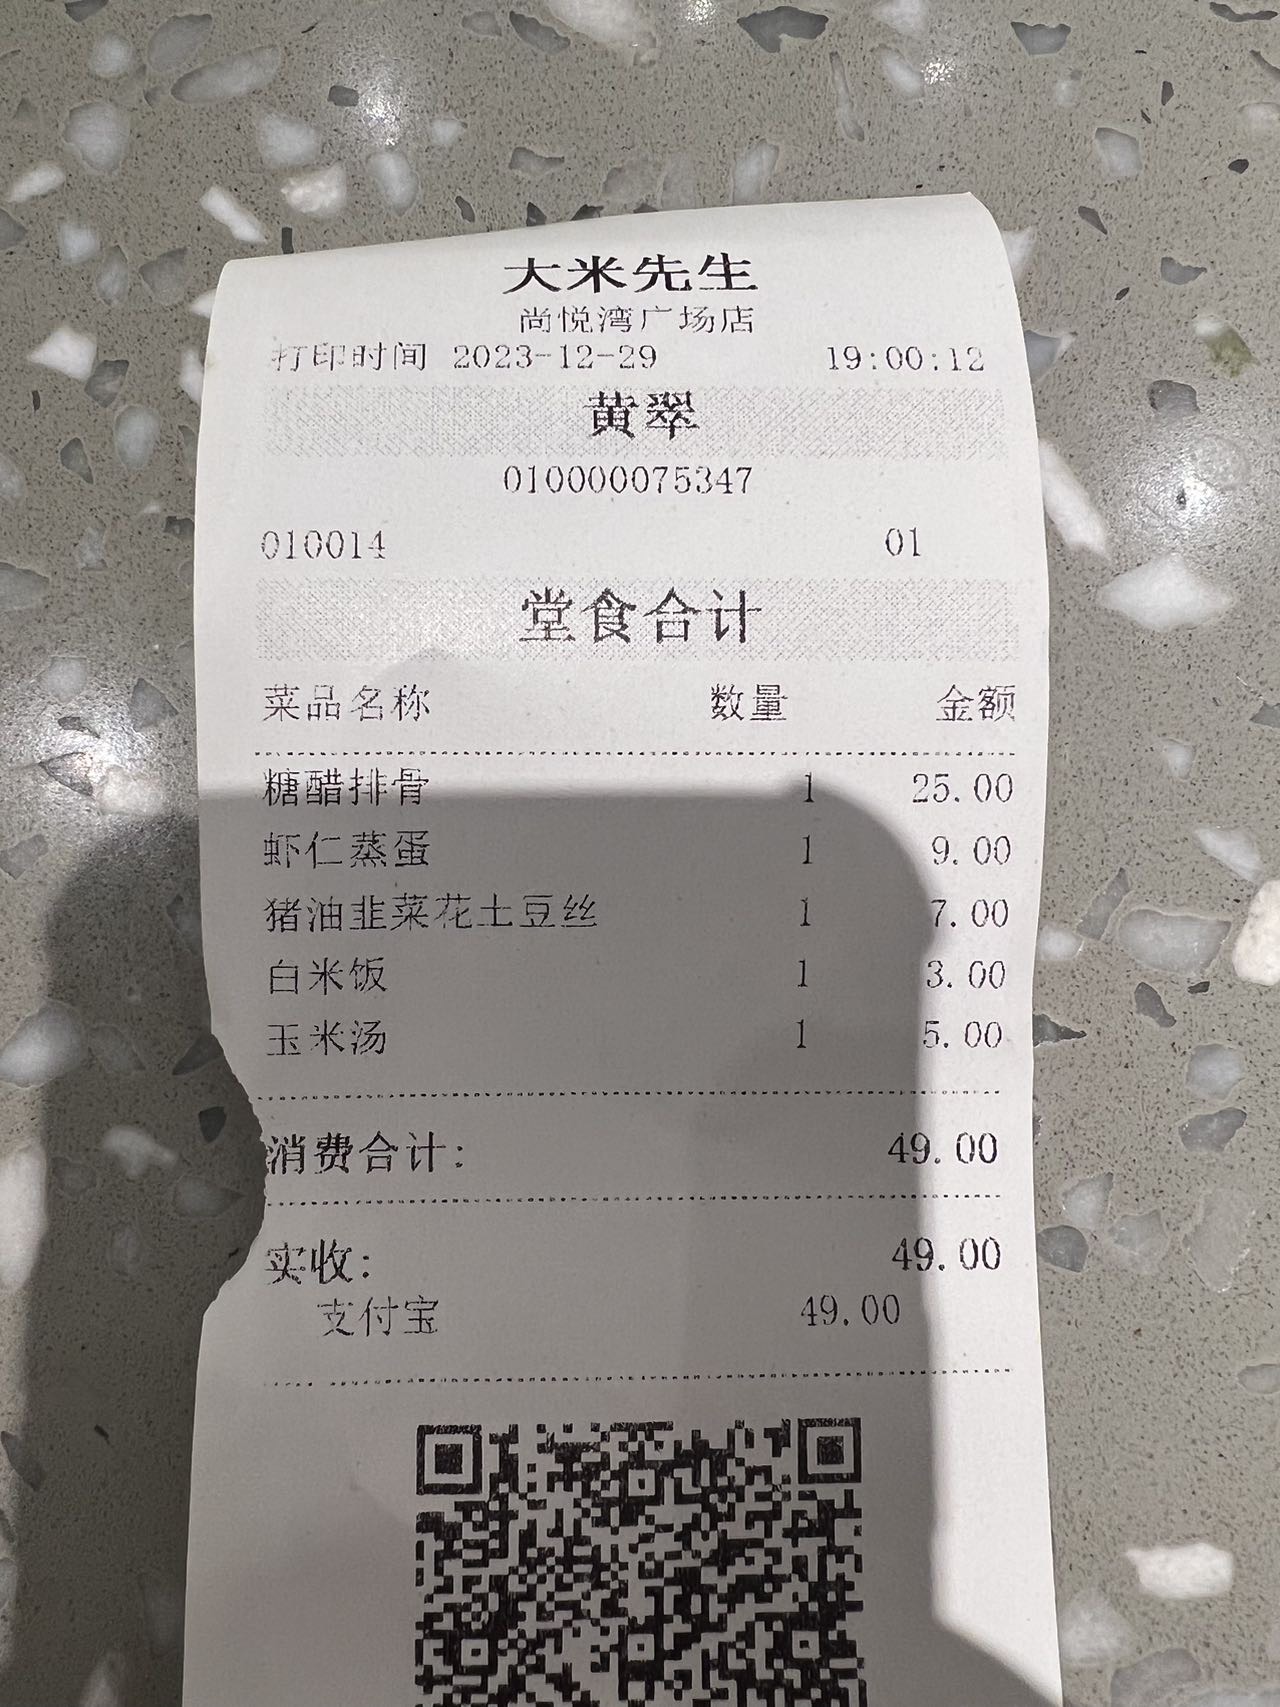 大米先生
尚悦湾广场店
打印时间 2023-12-29 19:00:12
黄翠
010000075347
010014 01
堂食合计
菜品名称 数量 金额
糖醋排骨 1 25.00
虾仁蒸蛋 1 9.00
猪油韭菜花土豆丝 1 7.00
白米饭 1 3.00
玉米汤 1 5.00
消费合计: 49.00
实收: 49.00
支付宝 49.00